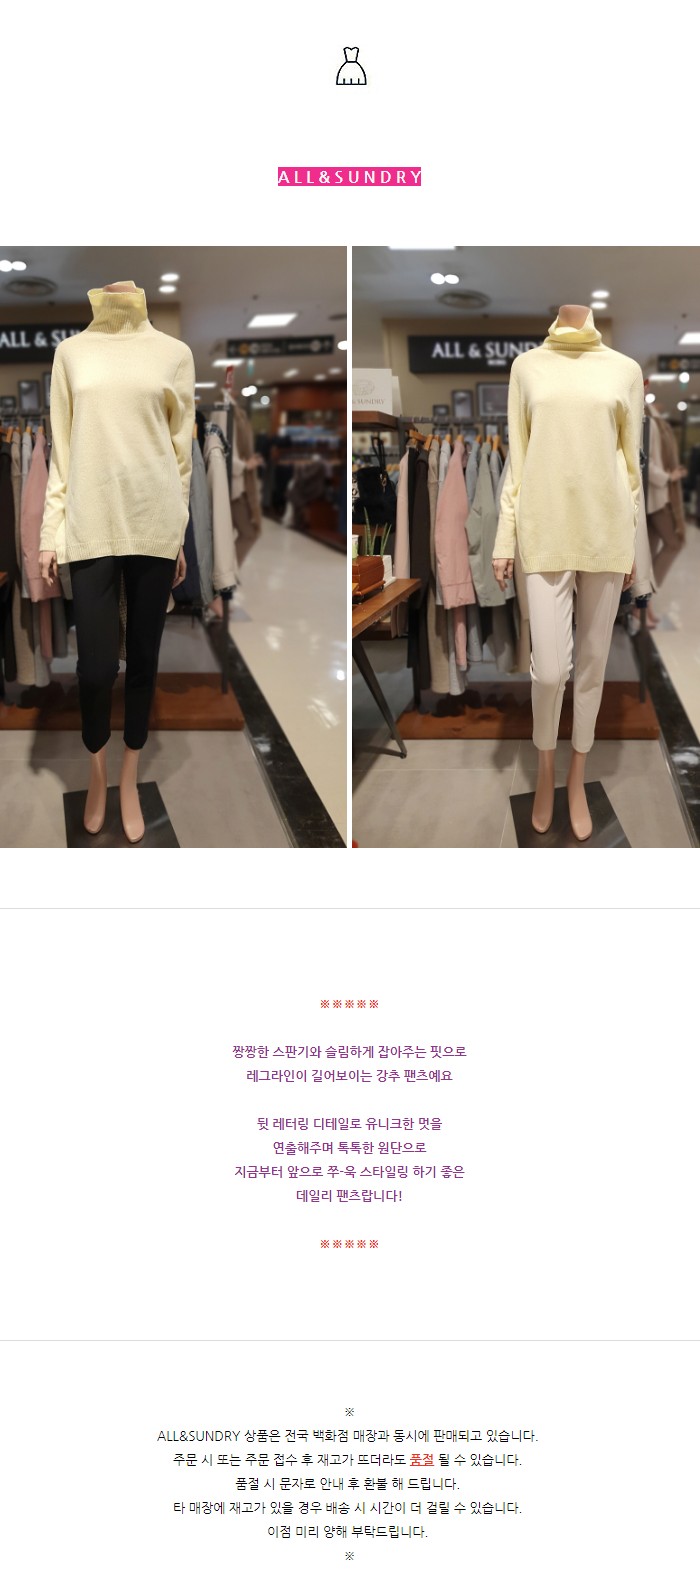 ALL&SUNDRY
ALL & SU
ALL & SUND
※※※※※
짱짱한 스판기와 슬림하게 잡아주는 핏으로
레그라인이 길어보이는 강추 팬츠예요
뒷 레터링 디테일로 유니크한 멋을
연출해주며 톡톡한 원단으로
지금부터 앞으로 쭈-욱 스타일링 하기 좋은
데일리 팬츠랍니다!
※※※※※
※
ALL&SUNDRY 상품은 전국 백화점 매장과 동시에 판매되고 있습니다.
주문 시 또는 주문 접수 후 재고가 뜨더라도 품절 될 수 있습니다.
품절 시 문자로 안내 후 환불 해 드립니다.
타 매장에 재고가 있을 경우 배송 시 시간이 더 걸릴 수 있습니다.
이점 미리 양해 부탁드립니다.
※